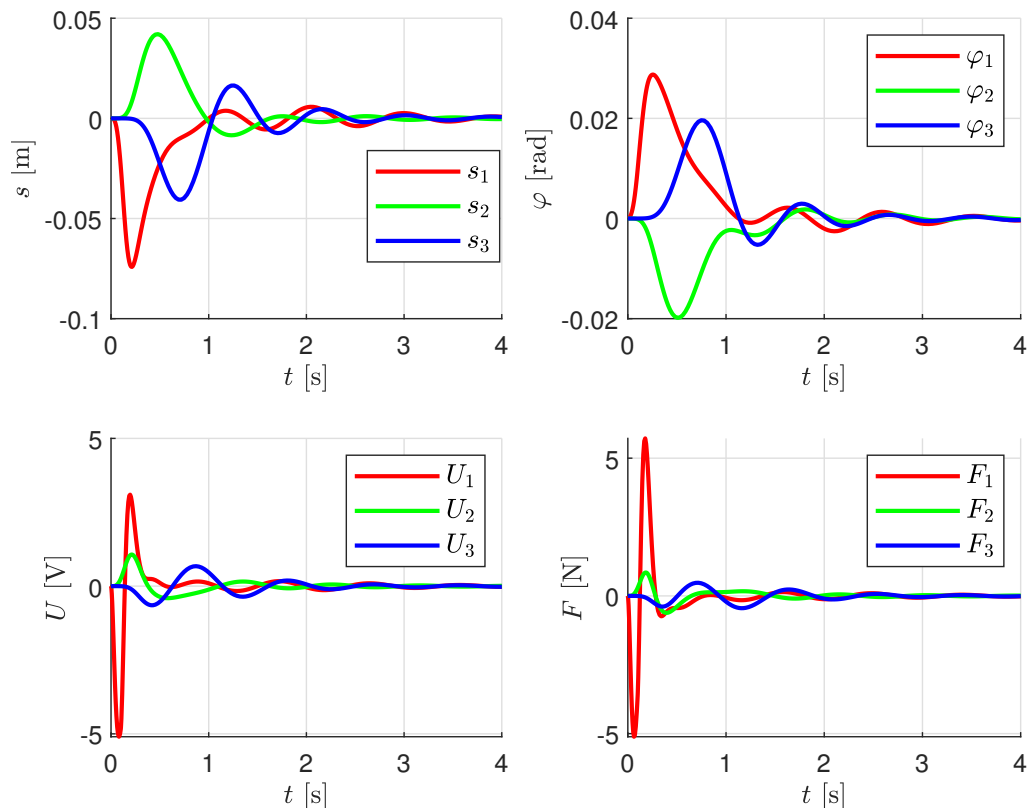 0.05
0
-0.05
-0.1
s [m]
s₁
s₂
s₃
0 1 2 3 4
t [s]
0.04
0.02
0
-0.02
φ [rad]
φ₁
φ₂
φ₃
0 1 2 3 4
t [s]
5
0
-5
U [V]
U₁
U₂
U₃
0 1 2 3 4
t [s]
5
0
-5
F [N]
F₁
F₂
F₃
0 1 2 3 4
t [s]